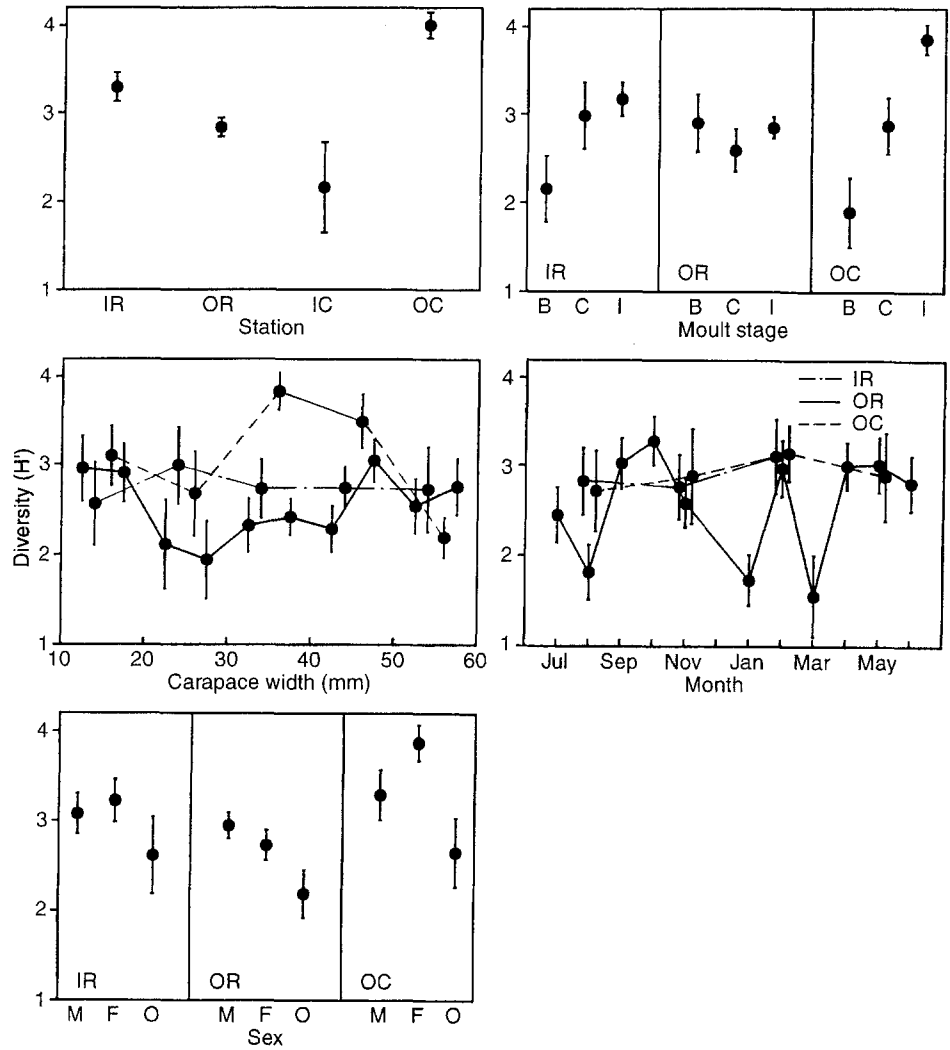 4
3
2
1
IR OR IC OC
Station
4
3
2
1
IR OR OC
B C I B C I B C I
Moult stage
Diversity (H')
4
3
2
1
10 20 30 40 50 60
Carapace width (mm)
4
3
2
1
IR
OR
OC
Jul Sep Nov Jan Mar May
Month
4
3
2
1
IR OR OC
M F O M F O M F O
Sex